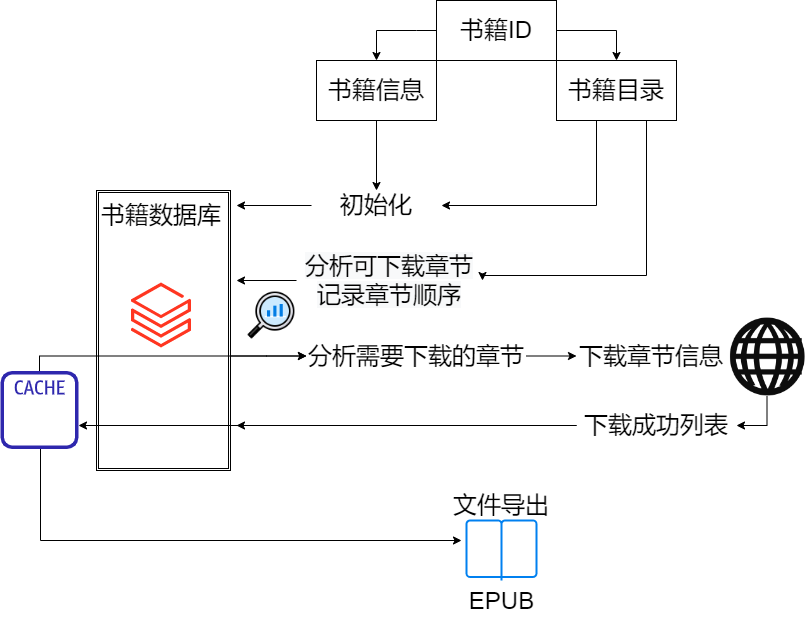 书籍ID
书籍信息
书籍目录
初始化
书籍数据库
分析可下载章节
记录章节顺序
分析需要下载的章节
下载章节信息
CACHE
下载成功列表
文件导出
EPUB